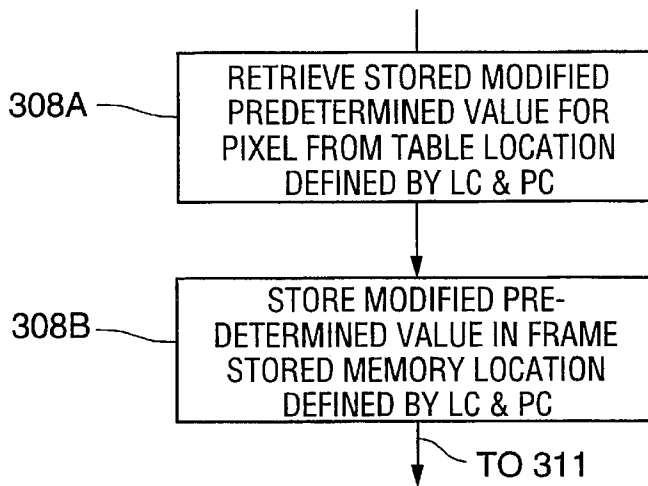 308A
RETRIEVE STORED MODIFIED
PREDETERMINED VALUE FOR
PIXEL FROM TABLE LOCATION
DEFINED BY LC & PC
308B
STORE MODIFIED PRE-
DETERMINED VALUE IN FRAME
STORED MEMORY LOCATION
DEFINED BY LC & PC
TO 311